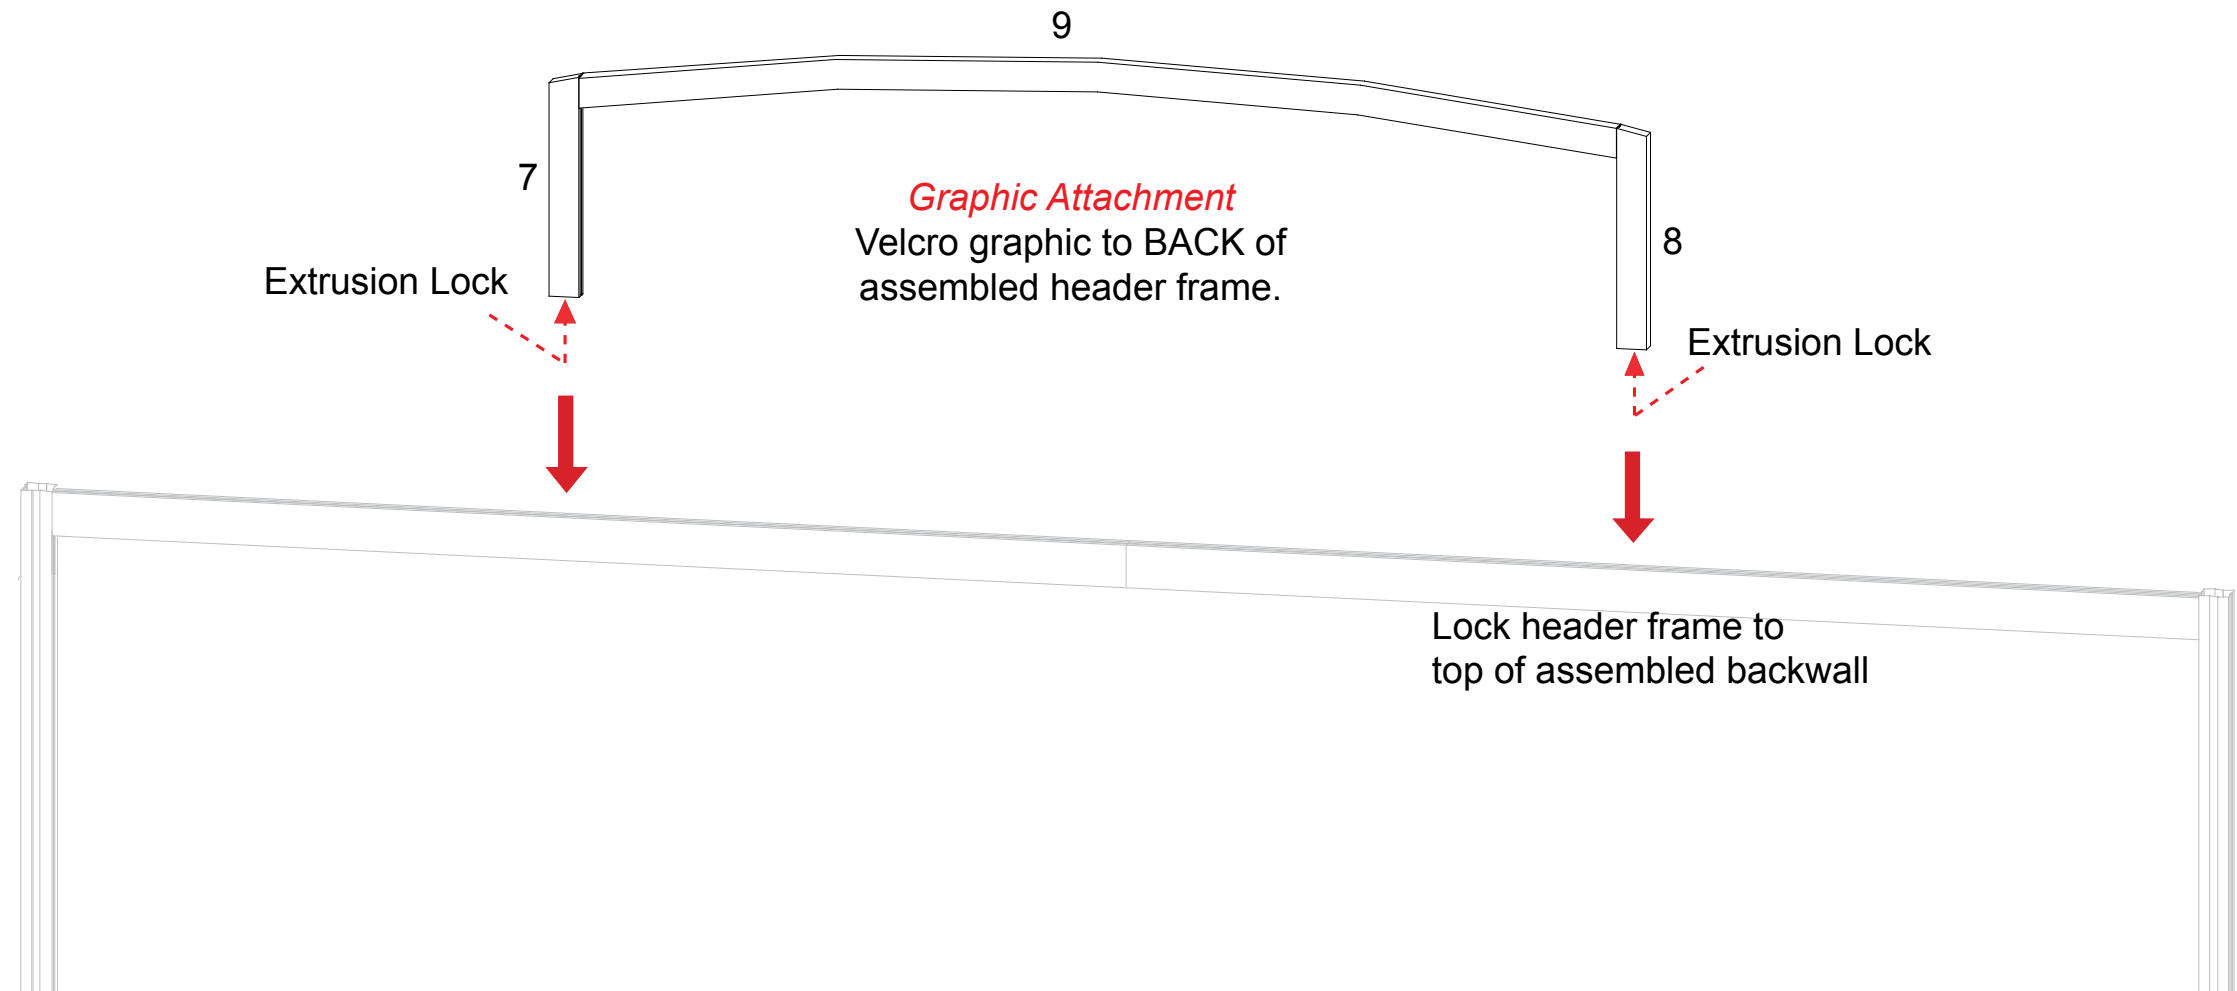 9
7
Graphic Attachment
Velcro graphic to BACK of
assembled header frame.
8
Extrusion Lock
Extrusion Lock
Lock header frame to
top of assembled backwall